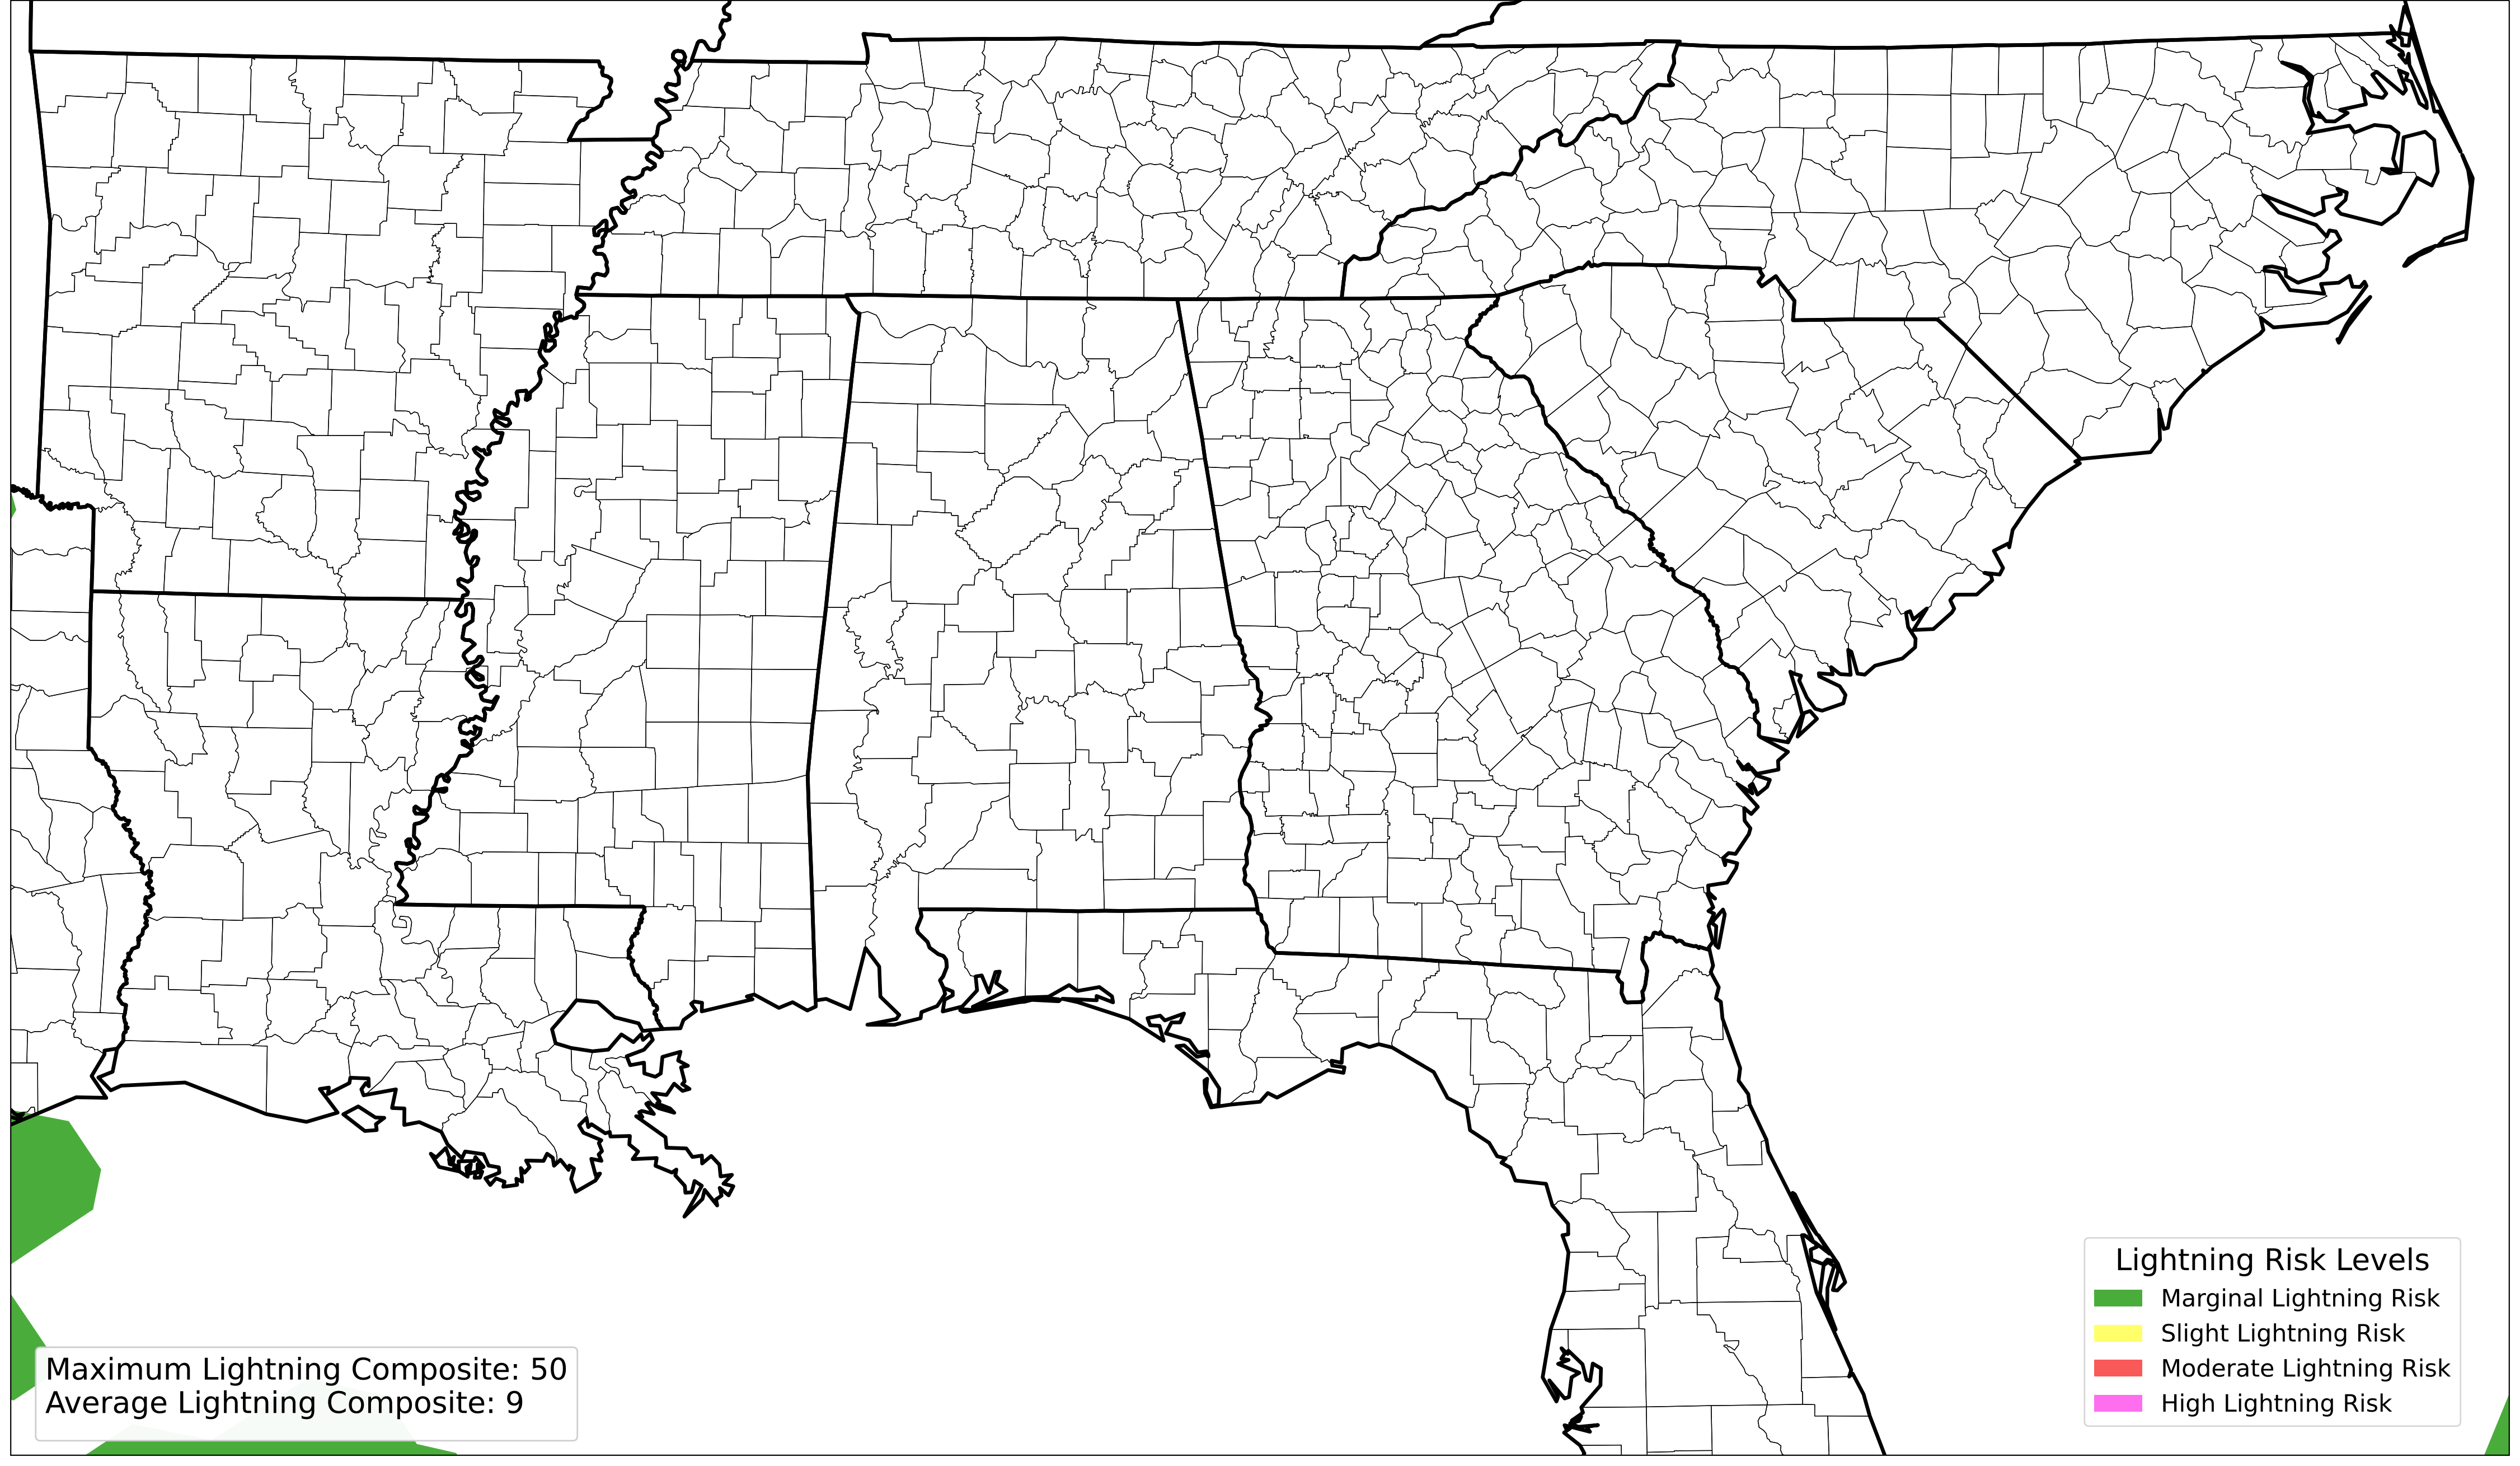 Maximum Lightning Composite: 50
Average Lightning Composite: 9
Lightning Risk Levels
Marginal Lightning Risk
Slight Lightning Risk
Moderate Lightning Risk
High Lightning Risk